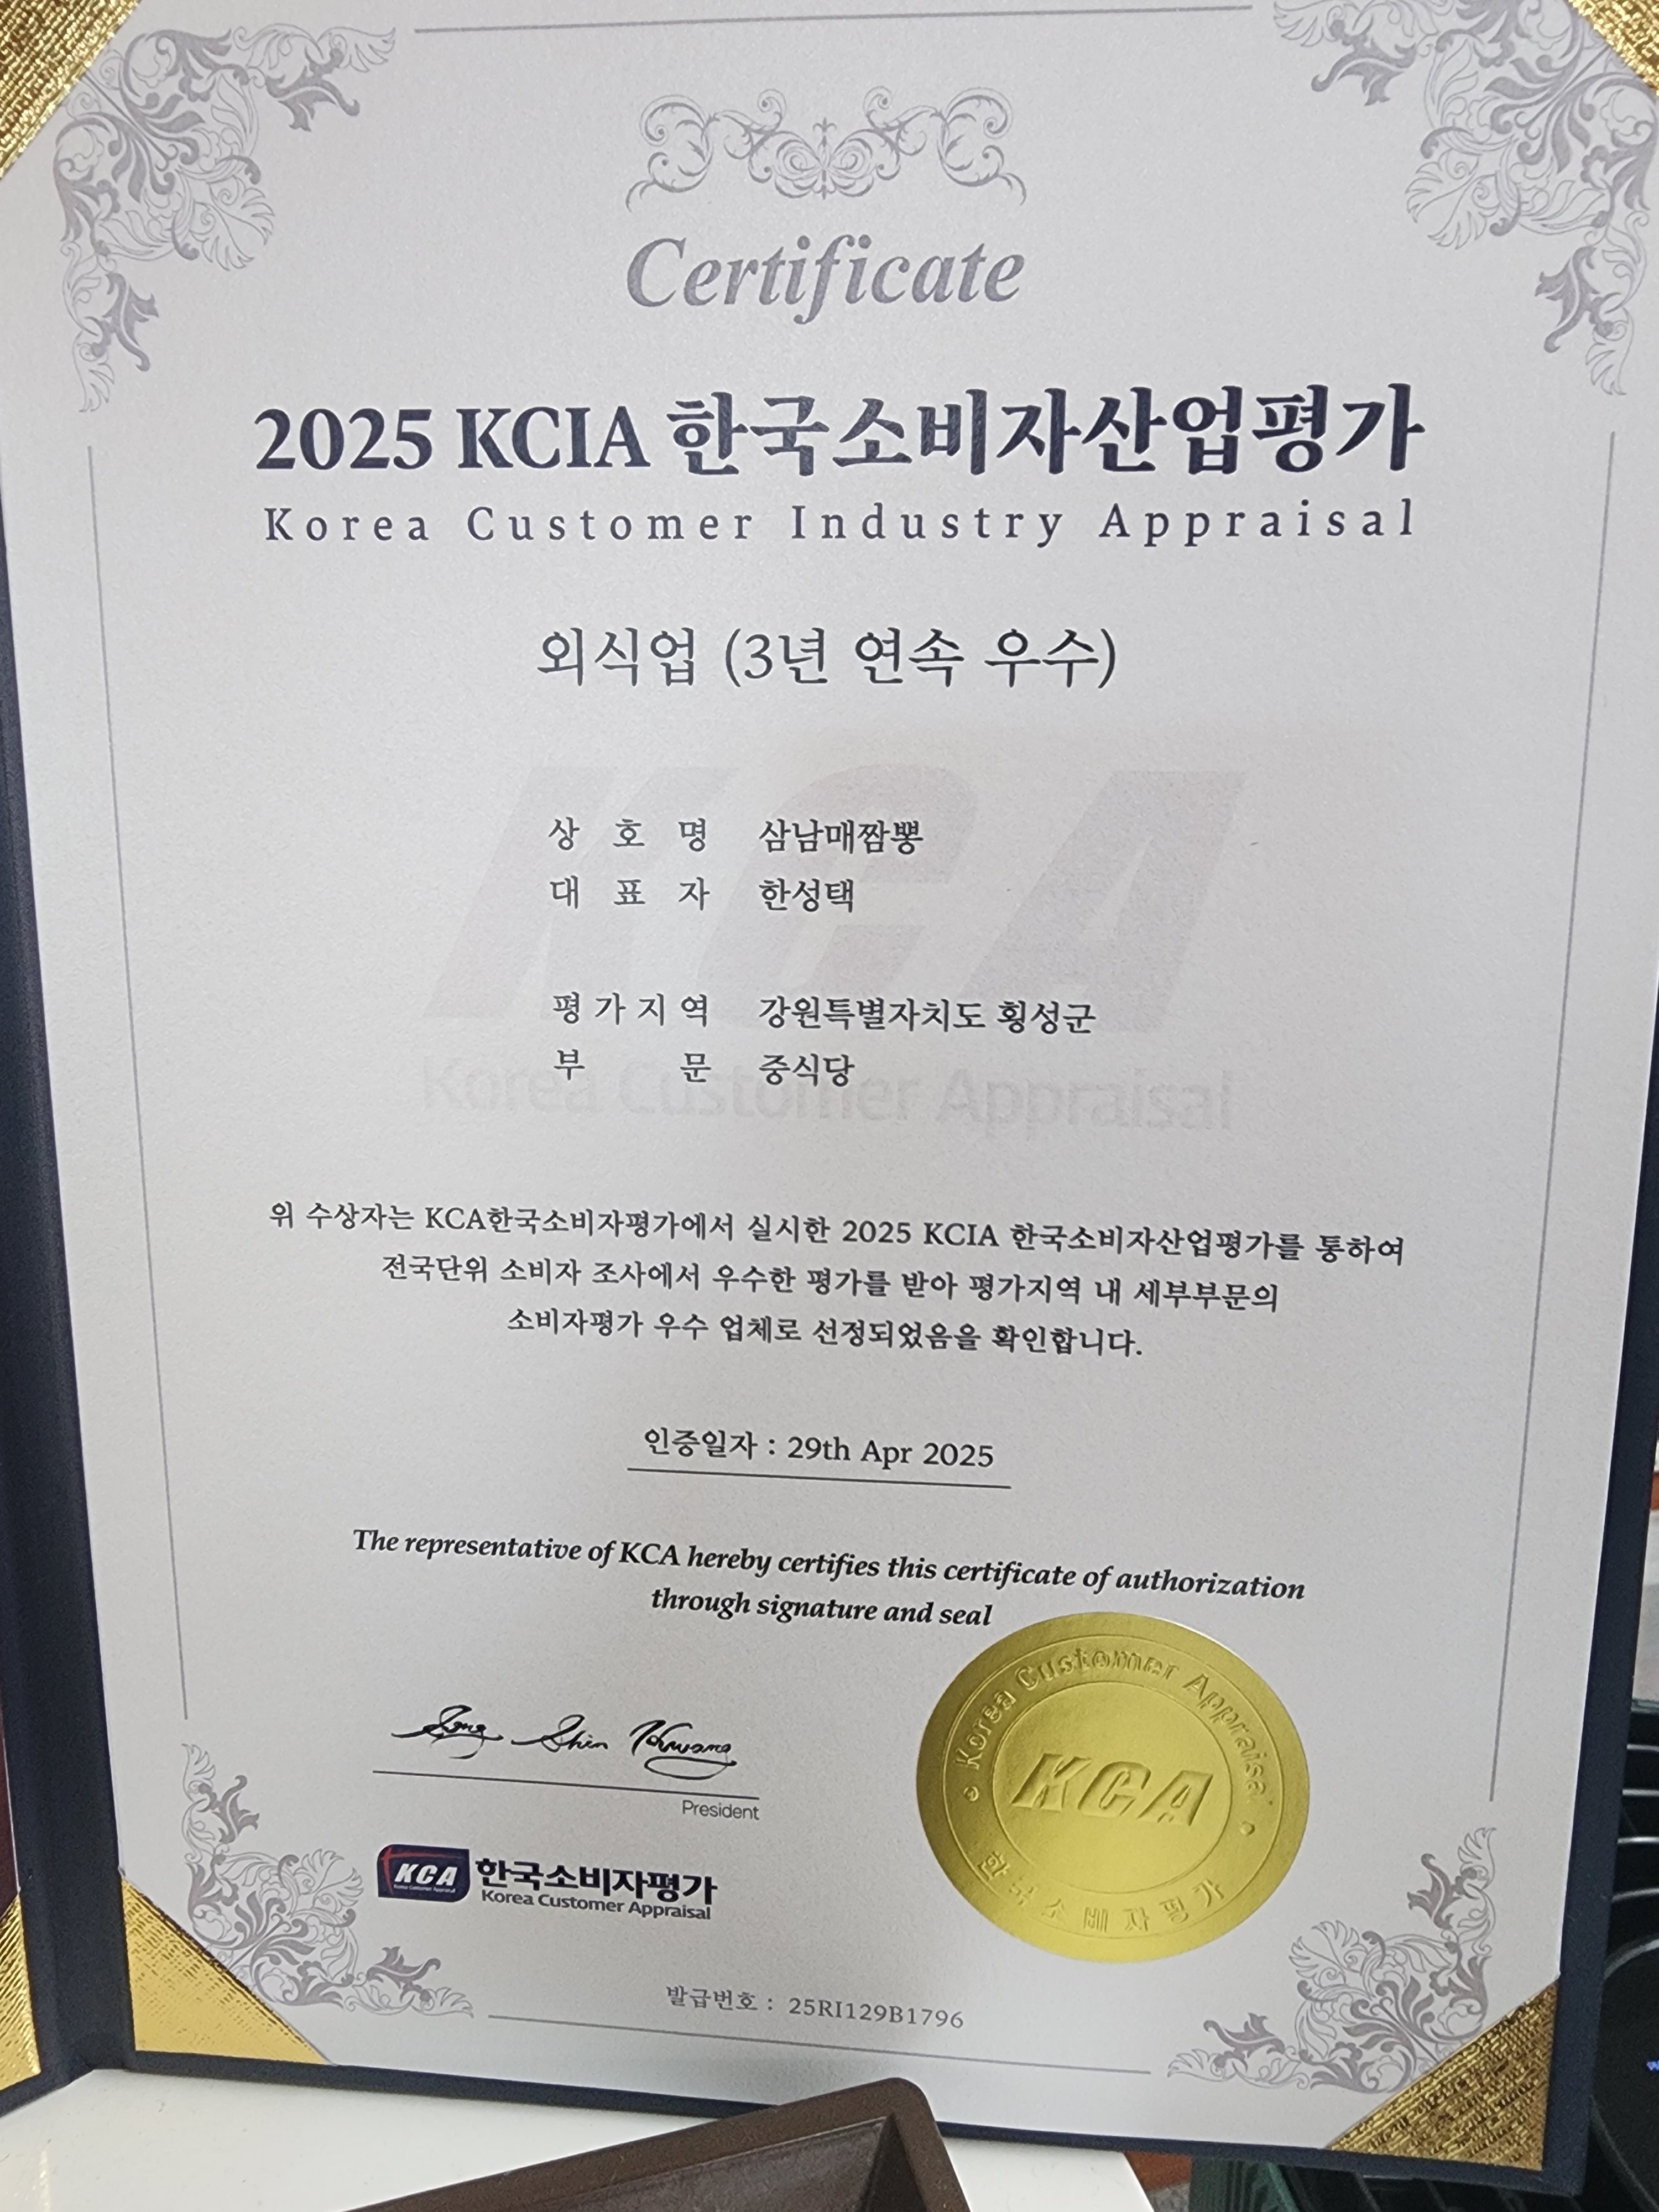 Certificate
2025 KCIA 한국소비자산업평가
Korea Customer Industry Appraisal
외식업 (3년 연속 우수)
상호명 삼남매짬뽕
대표자 한성택
평가지역 강원특별자치도 횡성군
부문 중식당
KCA
Korea Customer Appraisal
위 수상자는 KCA한국소비자평가에서 실시한 2025 KCIA 한국소비자산업평가를 통하여
전국단위 소비자 조사에서 우수한 평가를 받아 평가지역 내 세부부문의
소비자평가 우수 업체로 선정되었음을 확인합니다.
인증일자 : 29th Apr 2025
The representative of KCA hereby certifies this certificate of authorization
through signature and seal
Song Shin Kwang
President
KCA 한국소비자평가
Korea Customer Appraisal
Korea Customer Appraisal
KCA
한국소비자평가
발급번호 : 25RI129B1796